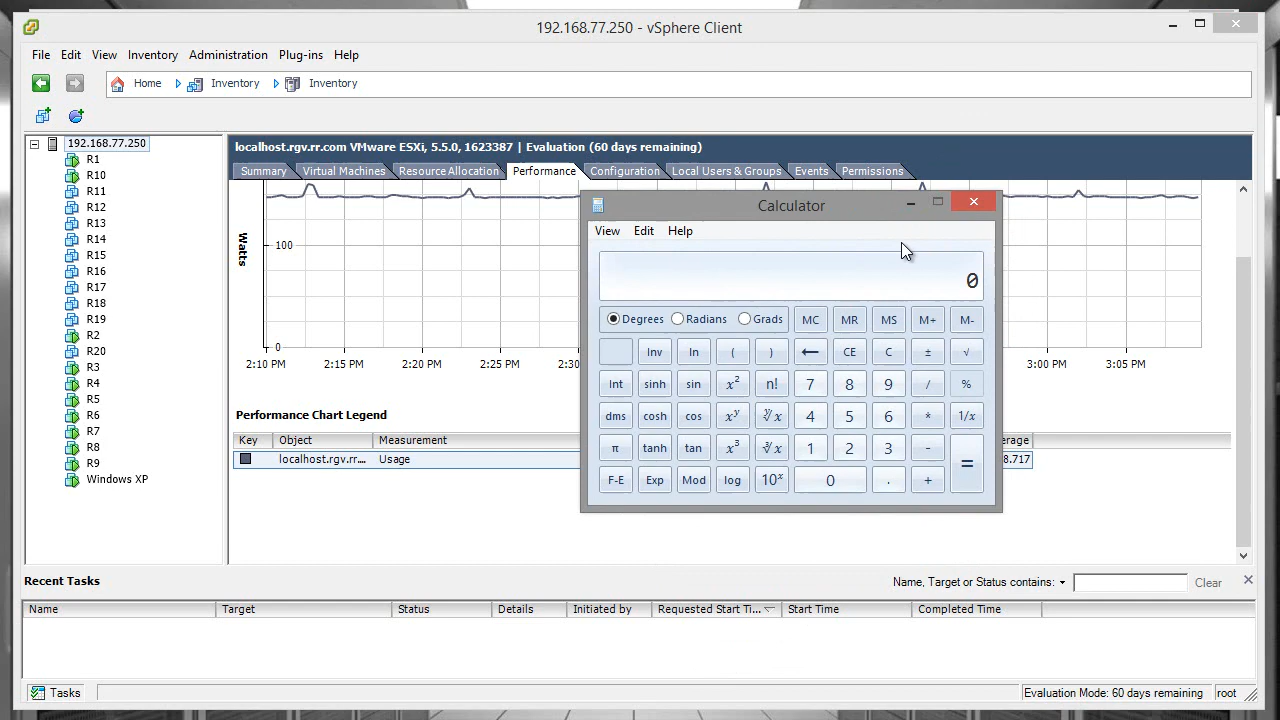 192.168.77.250 - vSphere Client
File Edit View Inventory Administration Plug-ins Help
Home Inventory Inventory
192.168.77.250
R1
R10
R11
R12
R13
R14
R15
R16
R17
R18
R19
R2
R20
R3
R4
R5
R6
R7
R8
R9
Windows XP
localhost.rgv.rr.com VMware ESXi, 5.5.0, 1623387 | Evaluation (60 days remaining)
Summary Virtual Machines Resource Allocation Performance Configuration Local Users & Groups Events Permissions
Watts
100
0
2:10 PM 2:15 PM 2:20 PM 2:25 PM 2:30 3:00 PM 3:05 PM
Performance Chart Legend
Key Object Measurement erage
localhost.rgv.rr.... Usage 8.717
Calculator
View Edit Help
0
Degrees Radians Grads MC MR MS M+ M-
Inv ln ( ) ← CE C ± √
Int sinh sin x² n! 7 8 9 / %
dms cosh cos xʸ ʸ√x 4 5 6 * 1/x
π tanh tan x³ ³√x 1 2 3 - =
F-E Exp Mod log 10ˣ 0 . +
Recent Tasks
Name, Target or Status contains: Clear
Name Target Status Details Initiated by Requested Start Ti... Start Time Completed Time
Tasks
Evaluation Mode: 60 days remaining root